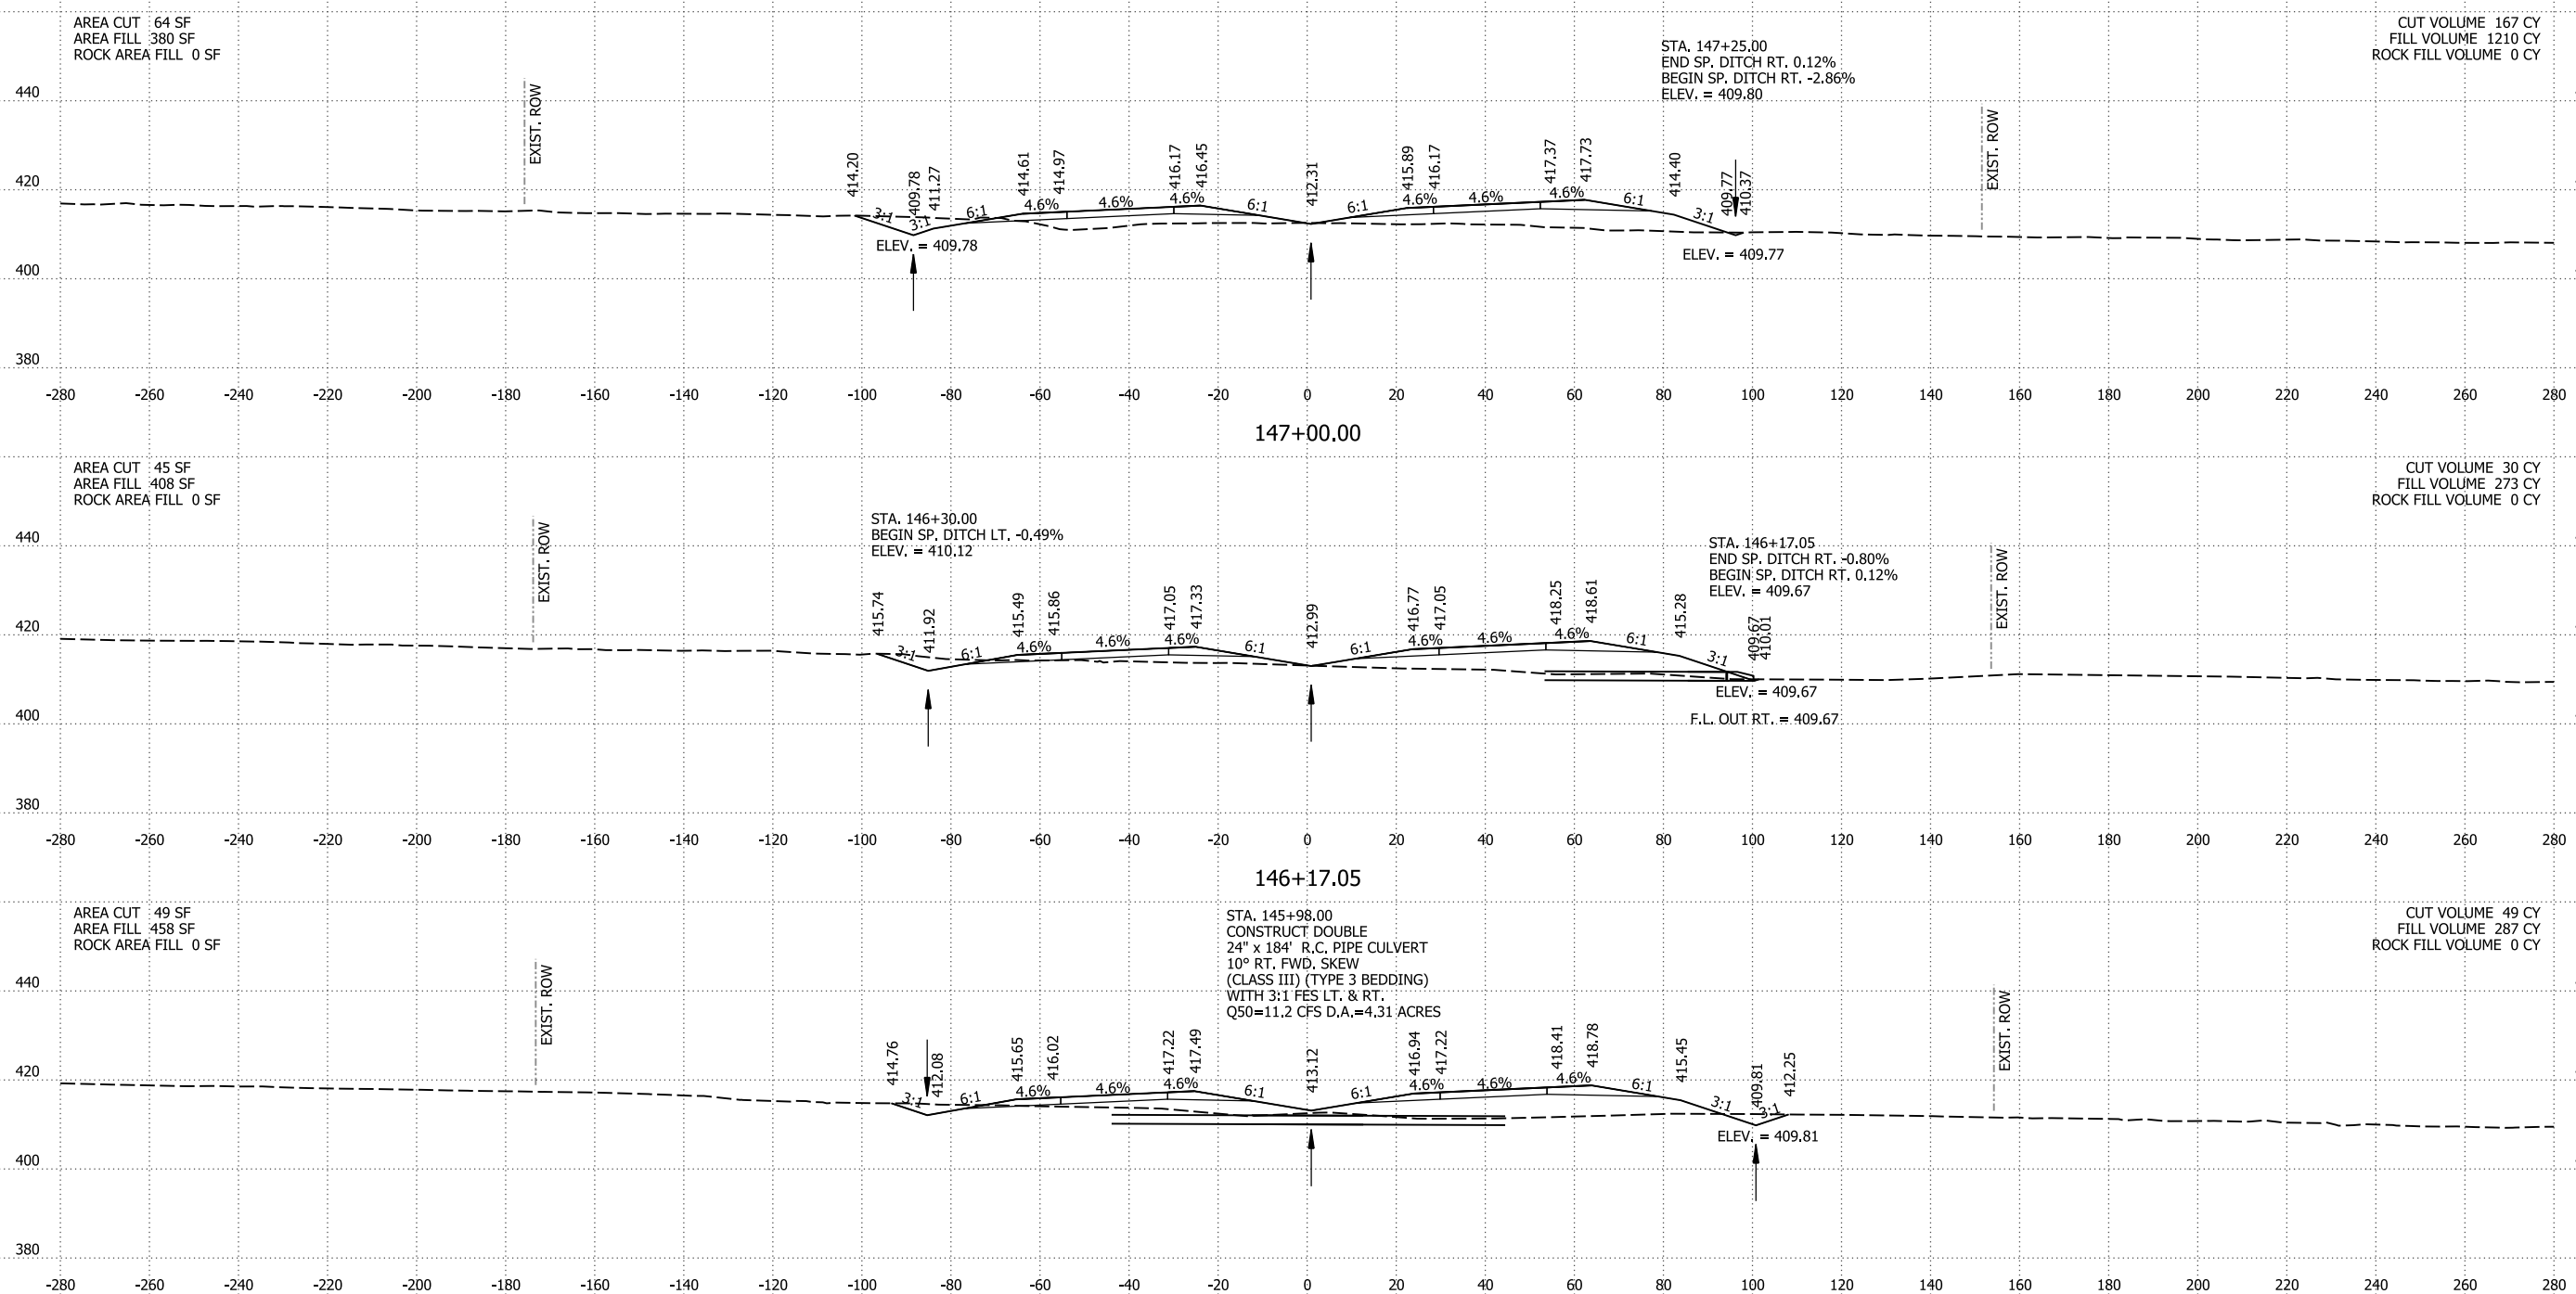 AREA CUT 64 SF
AREA FILL 380 SF
ROCK AREA FILL 0 SF
CUT VOLUME 167 CY
FILL VOLUME 1210 CY
ROCK FILL VOLUME 0 CY
STA. 147+25.00
END SP. DITCH RT. 0.12%
BEGIN SP. DITCH RT. -2.86%
ELEV. = 409.80
440
420
400
380
EXIST. ROW
414.20
409.78
411.27
414.61
414.97
416.17
416.45
412.31
415.89
416.17
417.37
417.73
414.40
409.77
410.37
EXIST. ROW
3:1
3:1
6:1
4.6%
4.6%
4.6%
6:1
6:1
4.6%
4.6%
4.6%
6:1
3:1
ELEV. = 409.78
ELEV. = 409.77
-280 -260 -240 -220 -200 -180 -160 -140 -120 -100 -80 -60 -40 -20 0 20 40 60 80 100 120 140 160 180 200 220 240 260 280
147+00.00
AREA CUT 45 SF
AREA FILL 408 SF
ROCK AREA FILL 0 SF
CUT VOLUME 30 CY
FILL VOLUME 273 CY
ROCK FILL VOLUME 0 CY
STA. 146+30.00
BEGIN SP. DITCH LT. -0.49%
ELEV. = 410.12
STA. 146+17.05
END SP. DITCH RT. -0.80%
BEGIN SP. DITCH RT. 0.12%
ELEV. = 409.67
440
420
400
380
EXIST. ROW
415.74
411.92
415.49
415.86
417.05
417.33
412.99
416.77
417.05
418.25
418.61
415.28
409.67
410.01
EXIST. ROW
3:1
6:1
4.6%
4.6%
4.6%
6:1
6:1
4.6%
4.6%
4.6%
6:1
3:1
ELEV. = 409.67
F.L. OUT RT. = 409.67
-280 -260 -240 -220 -200 -180 -160 -140 -120 -100 -80 -60 -40 -20 0 20 40 60 80 100 120 140 160 180 200 220 240 260 280
146+17.05
AREA CUT 49 SF
AREA FILL 458 SF
ROCK AREA FILL 0 SF
CUT VOLUME 49 CY
FILL VOLUME 287 CY
ROCK FILL VOLUME 0 CY
STA. 145+98.00
CONSTRUCT DOUBLE
24" x 184' R.C. PIPE CULVERT
10° RT. FWD. SKEW
(CLASS III) (TYPE 3 BEDDING)
WITH 3:1 FES LT. & RT.
Q50=11.2 CFS D.A.=4.31 ACRES
440
420
400
380
EXIST. ROW
414.76
412.08
415.65
416.02
417.22
417.49
413.12
416.94
417.22
418.41
418.78
415.45
409.81
412.25
EXIST. ROW
3:1
6:1
4.6%
4.6%
4.6%
6:1
6:1
4.6%
4.6%
4.6%
6:1
3:1
3:1
ELEV. = 409.81
-280 -260 -240 -220 -200 -180 -160 -140 -120 -100 -80 -60 -40 -20 0 20 40 60 80 100 120 140 160 180 200 220 240 260 280